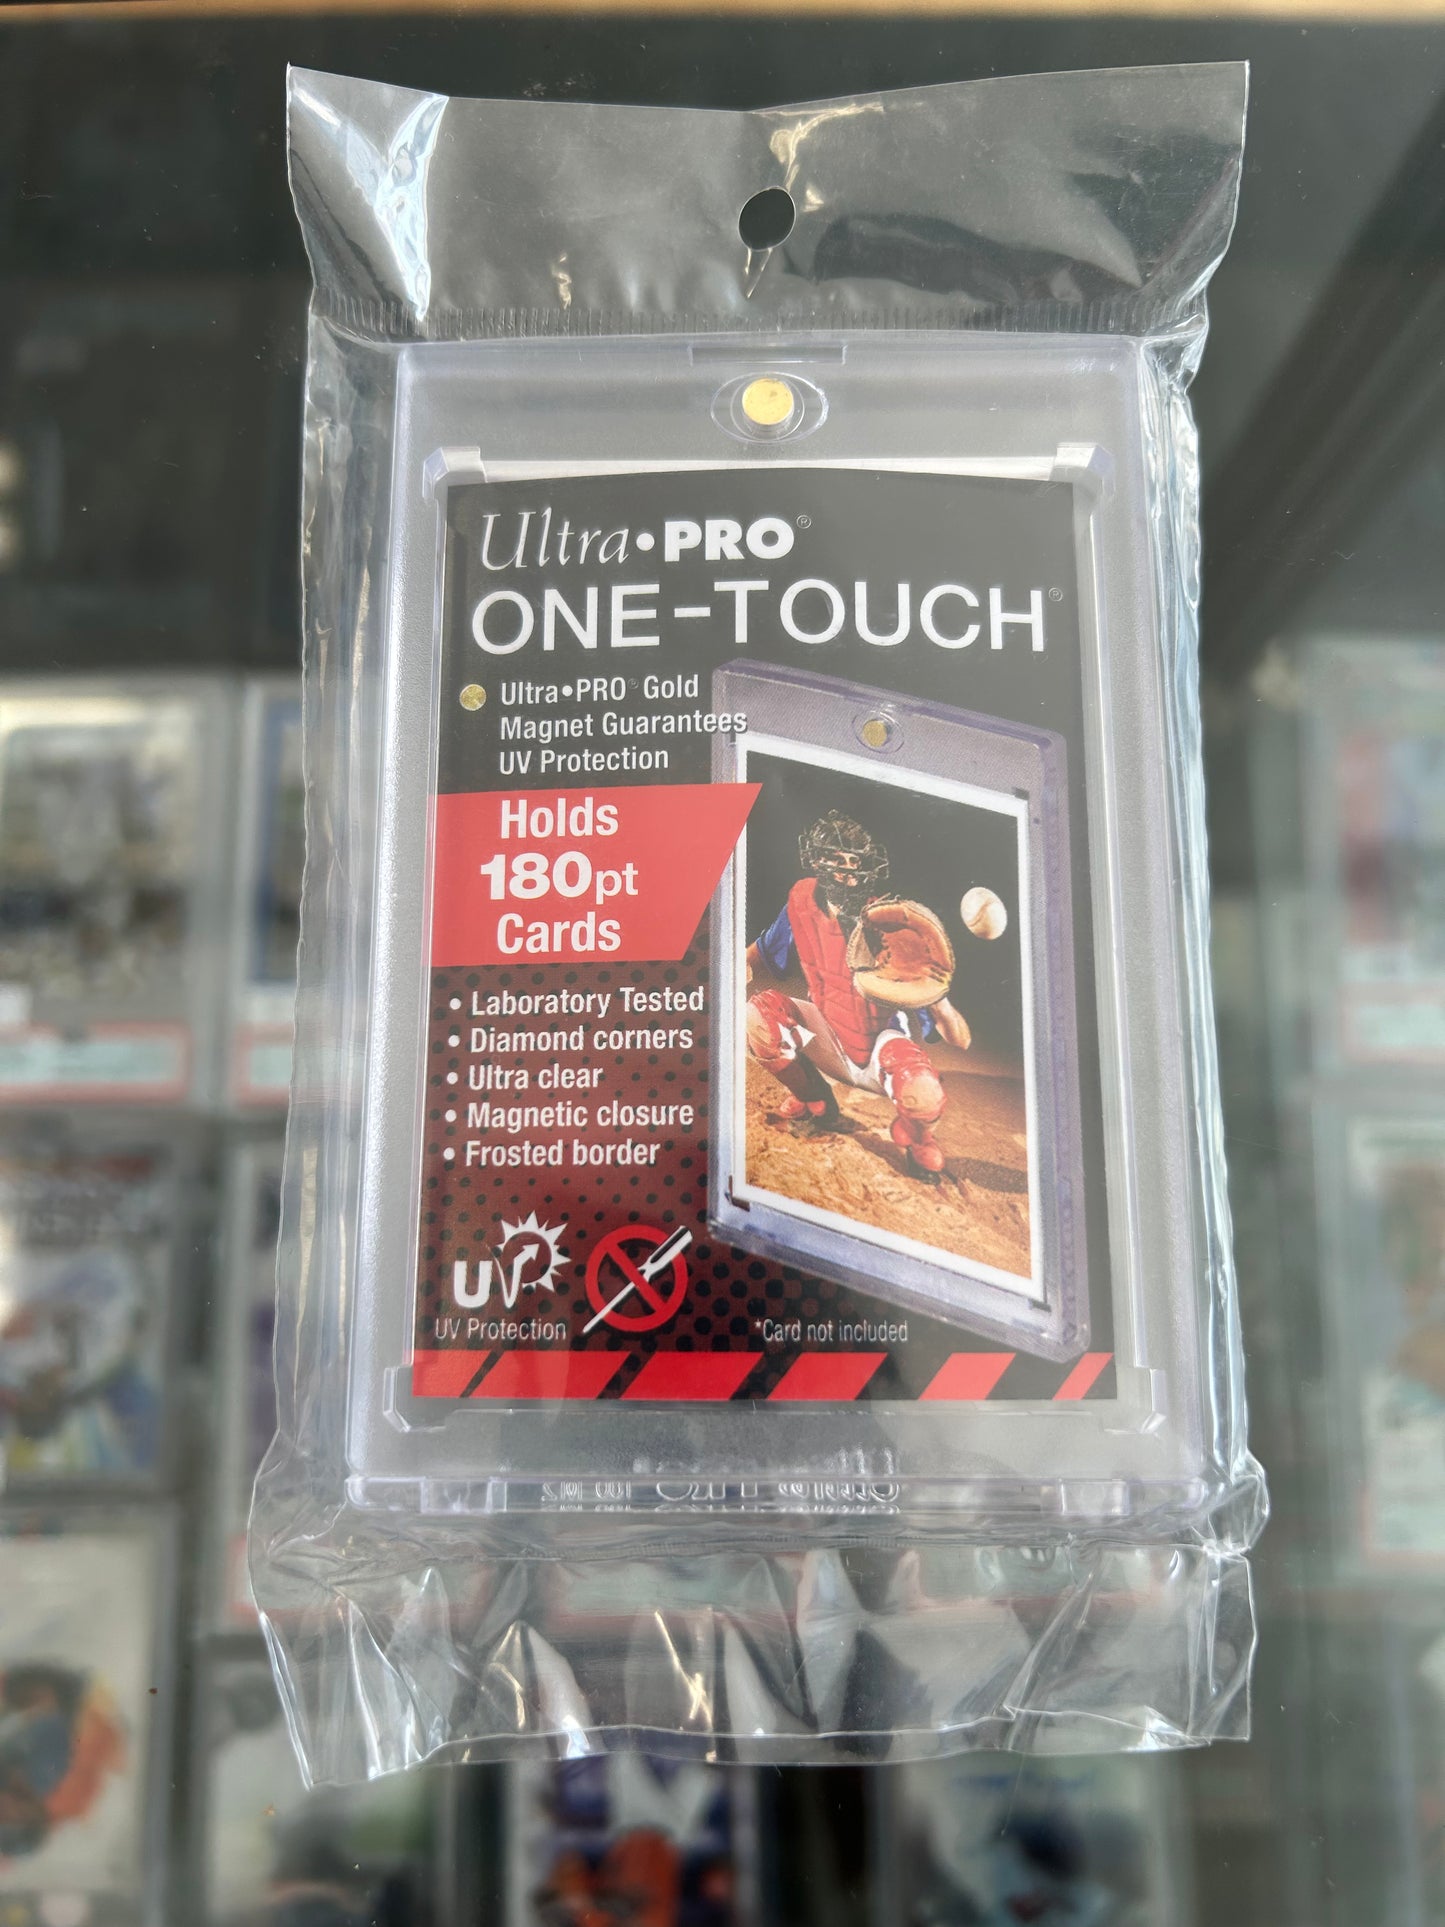 Ultra•PRO®
ONE-TOUCH®
Ultra•PRO® Gold
Magnet Guarantees
UV Protection
Holds
180pt
Cards
• Laboratory Tested
• Diamond corners
• Ultra clear
• Magnetic closure
• Frosted border
UV
UV Protection
*Card not included